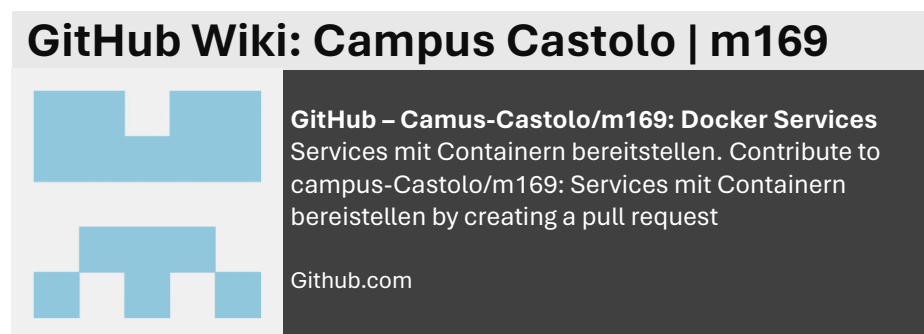 GitHub Wiki: Campus Castolo | m169
GitHub – Camus-Castolo/m169: Docker Services
Services mit Containern bereitstellen. Contribute to
campus-Castolo/m169: Services mit Containern
bereistellen by creating a pull request
Github.com